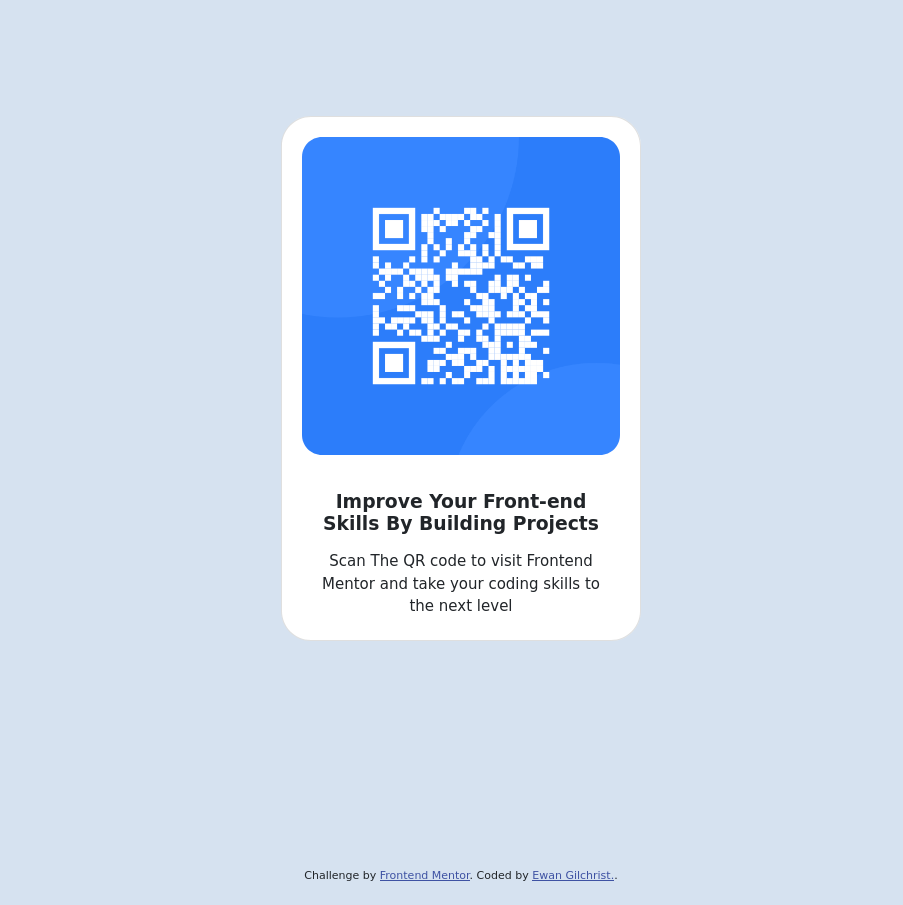 Improve Your Front-end
Skills By Building Projects
Scan The QR code to visit Frontend
Mentor and take your coding skills to
the next level
Challenge by Frontend Mentor. Coded by Ewan Gilchrist..